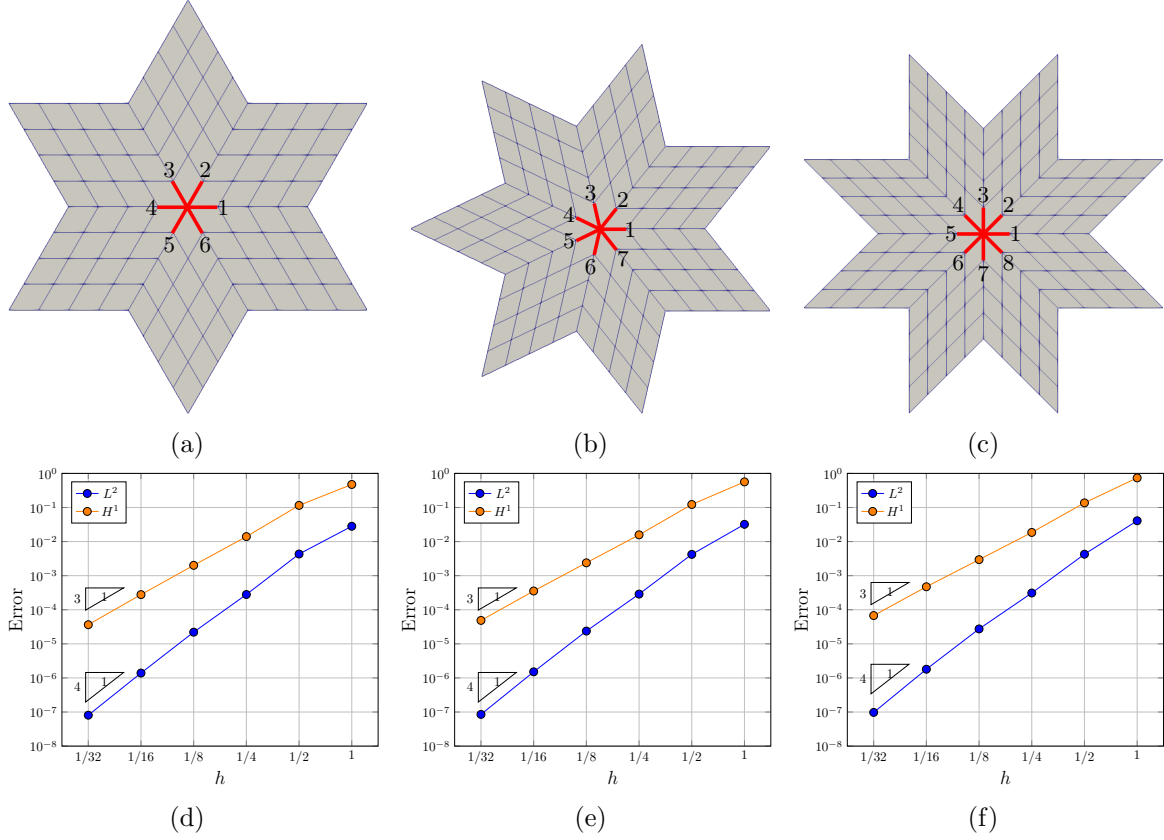 3 2
4 1
5 6
(a)
3 2
4 1
5 7
6
(b)
3
4 2
5 1
6 8
7
(c)
10^0
10^{-1}
10^{-2}
10^{-3}
10^{-4}
10^{-5}
10^{-6}
10^{-7}
10^{-8}
Error
L^2
H^1
3 1
4 1
1/32 1/16 1/8 1/4 1/2 1
h
(d)
10^0
10^{-1}
10^{-2}
10^{-3}
10^{-4}
10^{-5}
10^{-6}
10^{-7}
10^{-8}
Error
L^2
H^1
3 1
4 1
1/32 1/16 1/8 1/4 1/2 1
h
(e)
10^0
10^{-1}
10^{-2}
10^{-3}
10^{-4}
10^{-5}
10^{-6}
10^{-7}
10^{-8}
Error
L^2
H^1
3 1
4 1
1/32 1/16 1/8 1/4 1/2 1
h
(f)